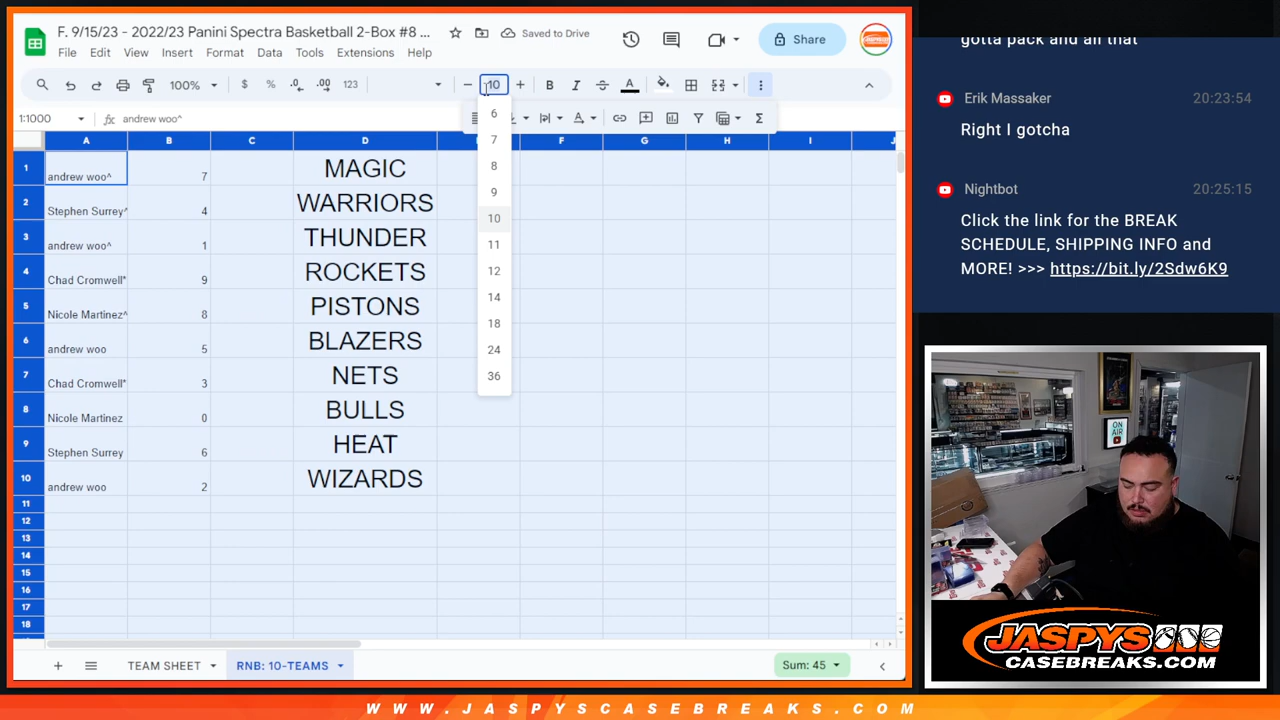 F. 9/15/23 - 2022/23 Panini Spectra Basketball 2-Box #8 ...
Saved to Drive
Share
File Edit View Insert Format Data Tools Extensions Help
100% $ % .0 .00 123 10 B I S A
1:1000 fx andrew woo^
A B C D F G H I J
1 andrew woo^ 7 MAGIC
2 Stephen Surrey^ 4 WARRIORS
3 andrew woo^ 1 THUNDER
4 Chad Cromwell* 9 ROCKETS
5 Nicole Martinez^ 8 PISTONS
6 andrew woo 5 BLAZERS
7 Chad Cromwell* 3 NETS
8 Nicole Martinez 0 BULLS
9 Stephen Surrey 6 HEAT
10 andrew woo 2 WIZARDS
11
12
13
14
15
16
17
18
6
7
8
9
10
11
12
14
18
24
36
TEAM SHEET
RNB: 10-TEAMS
Sum: 45
gotta pack and all that
Erik Massaker 20:23:54
Right I gotcha
Nightbot 20:25:15
Click the link for the BREAK
SCHEDULE, SHIPPING INFO and
MORE! >>> https://bit.ly/2Sdw6K9
ON
AIR
JASPYS
CASEBREAKS.COM
WWW.JASPYSCASEBREAKS.COM